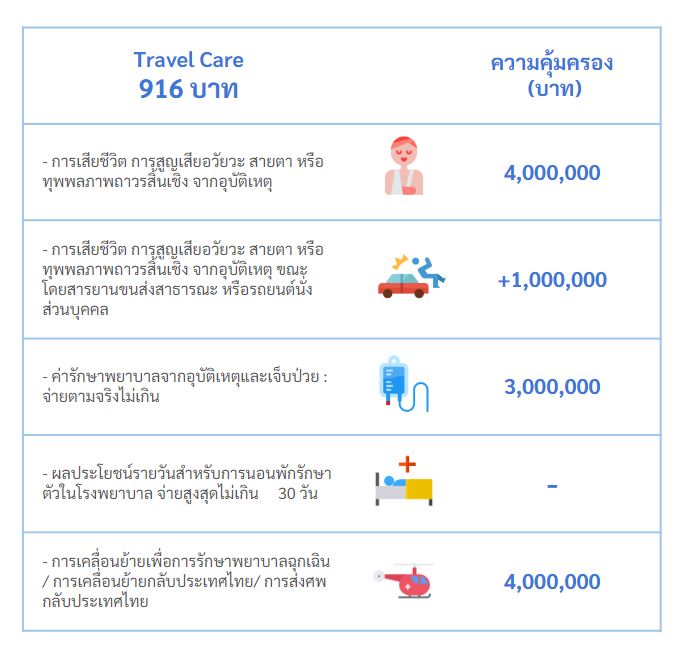 Travel Care
916 บาท
ความคุ้มครอง
(บาท)
- การเสียชีวิต การสูญเสียอวัยวะ สายตา หรือ
ทุพพลภาพถาวรสิ้นเชิง จากอุบัติเหตุ
4,000,000
- การเสียชีวิต การสูญเสียอวัยวะ สายตา หรือ
ทุพพลภาพถาวรสิ้นเชิง จากอุบัติเหตุ ขณะ
โดยสารยานขนส่งสาธารณะ หรือรถยนต์นั่ง
ส่วนบุคคล
+1,000,000
- ค่ารักษาพยาบาลจากอุบัติเหตุและเจ็บป่วย :
จ่ายตามจริงไม่เกิน
3,000,000
- ผลประโยชน์รายวันสำหรับการนอนพักรักษา
ตัวในโรงพยาบาล จ่ายสูงสุดไม่เกิน 30 วัน
-
- การเคลื่อนย้ายเพื่อการรักษาพยาบาลฉุกเฉิน
/ การเคลื่อนย้ายกลับประเทศไทย/ การส่งศพ
กลับประเทศไทย
4,000,000